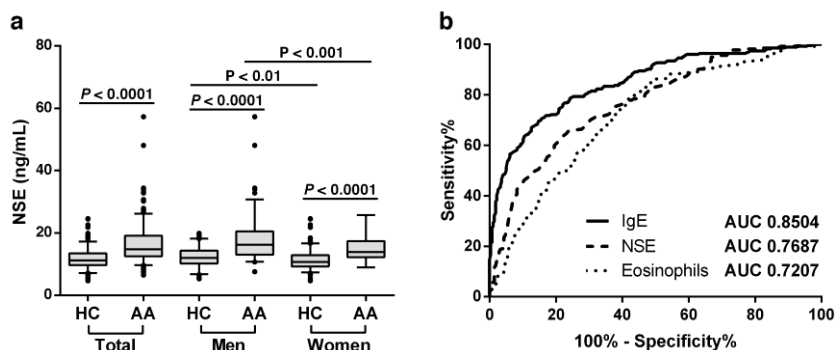 a
NSE (ng/mL)
80
60
40
20
0
P < 0.0001
P < 0.001
P < 0.01
P < 0.0001
P < 0.0001
HC AA HC AA HC AA
Total Men Women
b
Sensitivity%
100
80
60
40
20
0
IgE AUC 0.8504
NSE AUC 0.7687
Eosinophils AUC 0.7207
0 20 40 60 80 100
100% - Specificity%